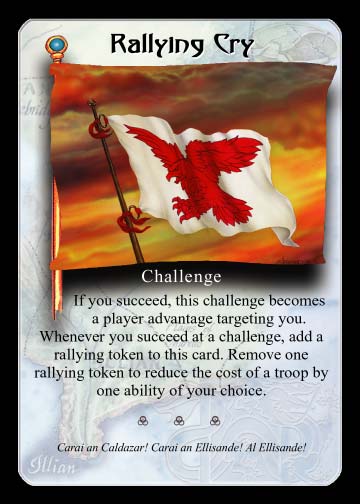 Rallying Cry
Challenge
If you succeed, this challenge becomes
a player advantage targeting you.
Whenever you succeed at a challenge, add a
rallying token to this card. Remove one
rallying token to reduce the cost of a troop by
one ability of your choice.
Carai an Caldazar! Carai an Ellisande! Al Ellisande!
Illian